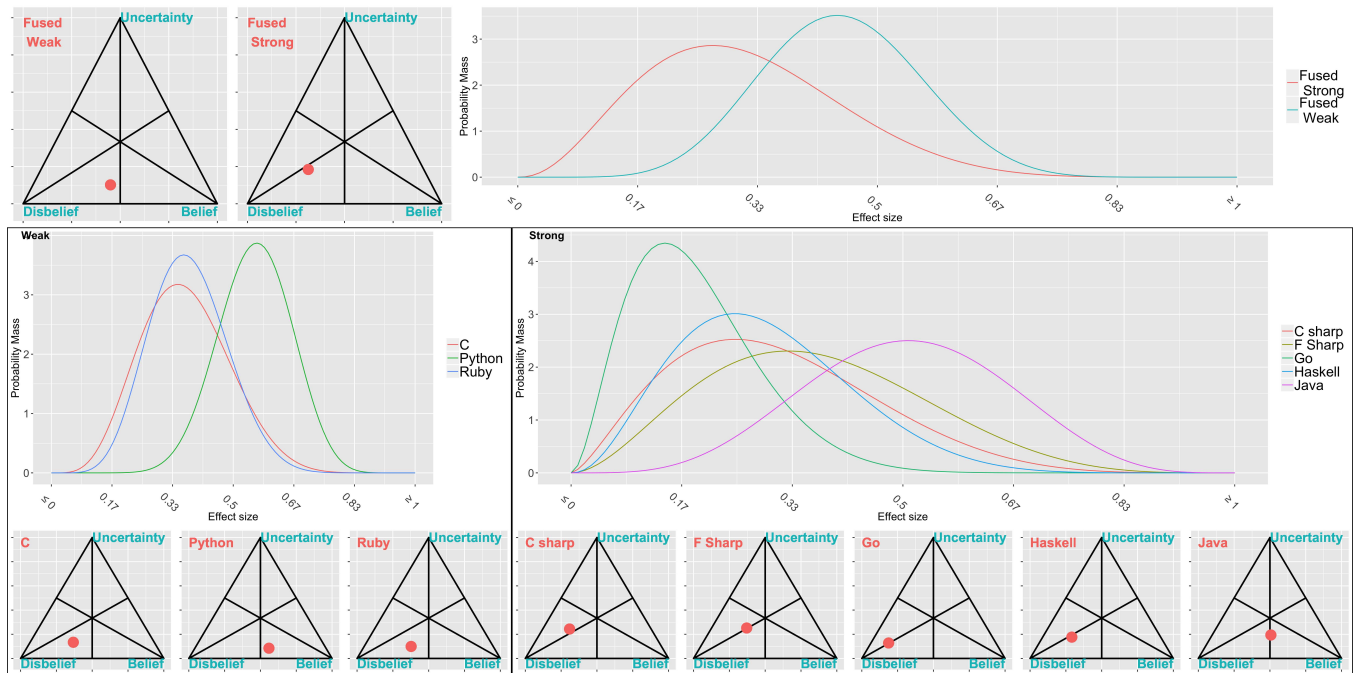 Fused
Weak
Uncertainty
Disbelief
Belief
Fused
Strong
Uncertainty
Disbelief
Belief
Probability Mass
3
2
1
0
≤ 0
0.17
0.33
0.5
0.67
0.83
≥ 1
Effect size
Fused
Strong
Fused
Weak
Weak
Probability Mass
3
2
1
0
≤ 0
0.17
0.33
0.5
0.67
0.83
≥ 1
Effect size
C
Python
Ruby
Strong
Probability Mass
4
3
2
1
0
≤ 0
0.17
0.33
0.5
0.67
0.83
≥ 1
Effect size
C sharp
F Sharp
Go
Haskell
Java
C
Uncertainty
Disbelief
Belief
Python
Uncertainty
Disbelief
Belief
Ruby
Uncertainty
Disbelief
Belief
C sharp
Uncertainty
Disbelief
Belief
F Sharp
Uncertainty
Disbelief
Belief
Go
Uncertainty
Disbelief
Belief
Haskell
Uncertainty
Disbelief
Belief
Java
Uncertainty
Disbelief
Belief